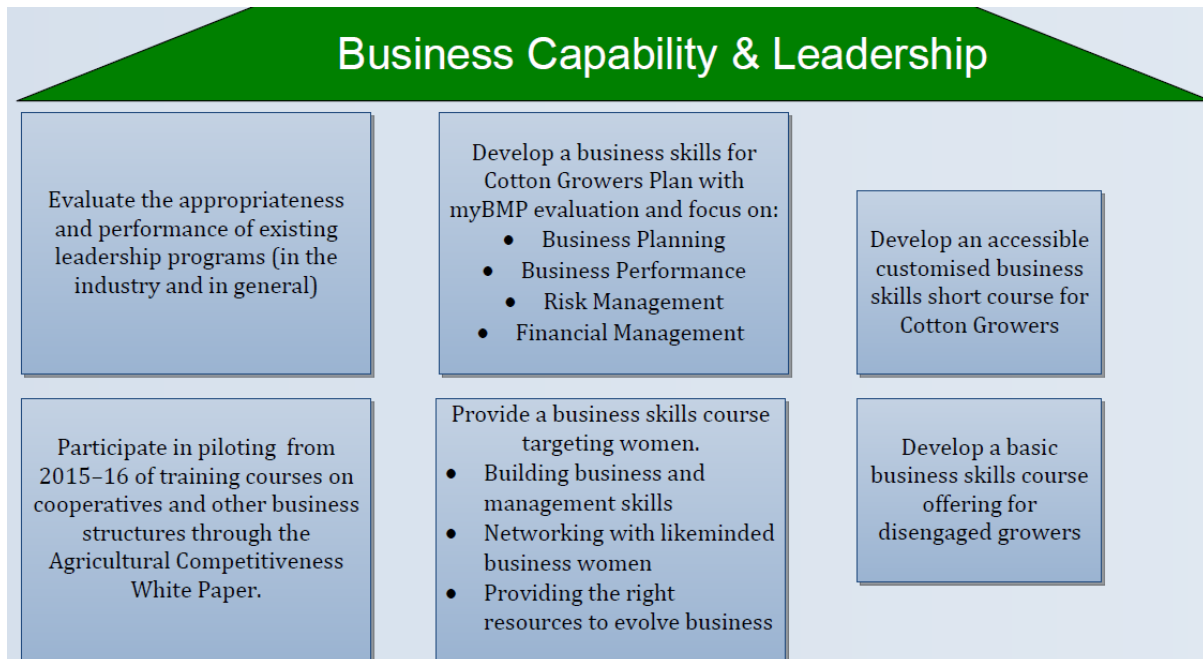 Business Capability & Leadership
Evaluate the appropriateness
and performance of existing
leadership programs (in the
industry and in general)
Develop a business skills for
Cotton Growers Plan with
myBMP evaluation and focus on:
● Business Planning
● Business Performance
● Risk Management
● Financial Management
Develop an accessible
customised business
skills short course for
Cotton Growers
Participate in piloting from
2015–16 of training courses on
cooperatives and other business
structures through the
Agricultural Competitiveness
White Paper.
Provide a business skills course
targeting women.
● Building business and
management skills
● Networking with likeminded
business women
● Providing the right
resources to evolve business
Develop a basic
business skills course
offering for
disengaged growers